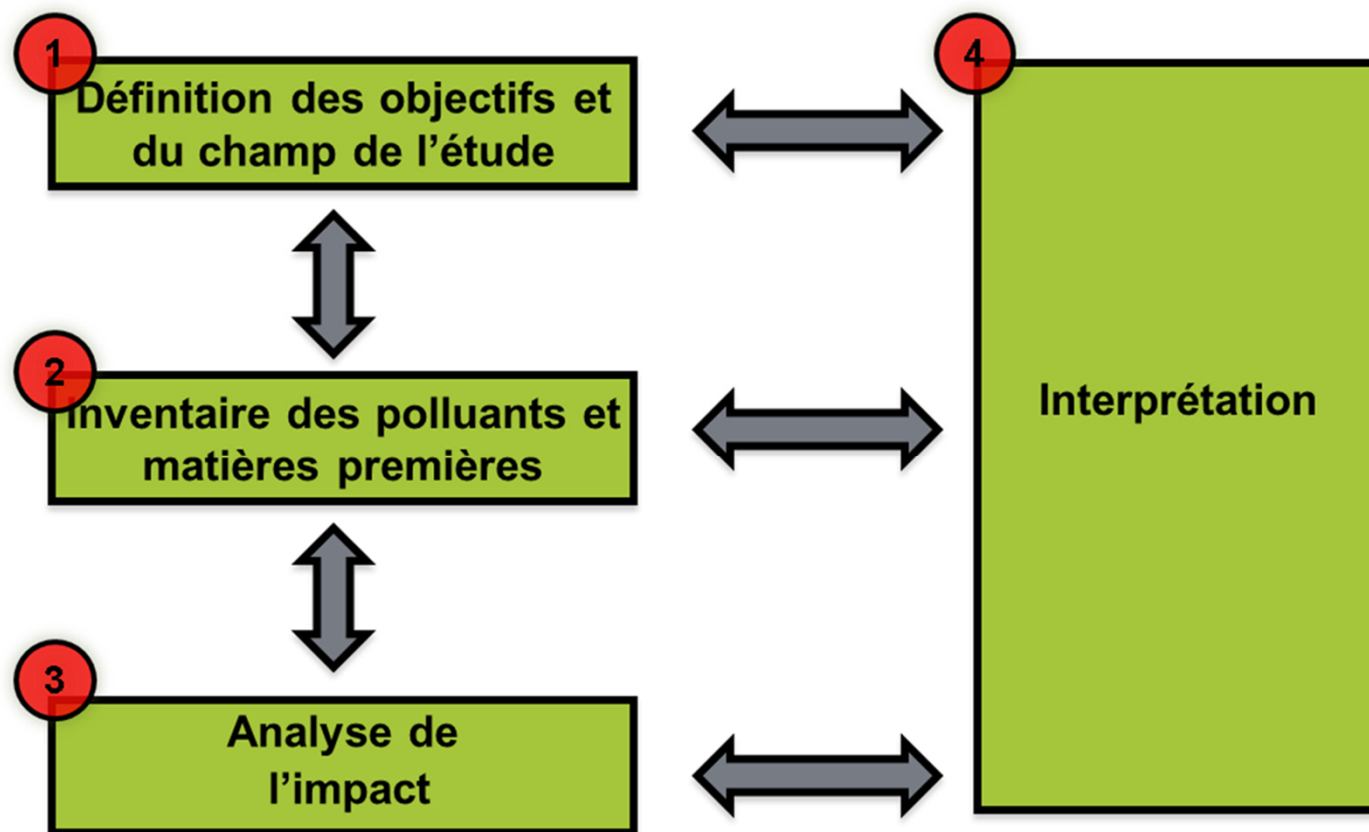 1
Définition des objectifs et
du champ de l’étude
2
Inventaire des polluants et
matières premières
3
Analyse de
l’impact
4
Interprétation